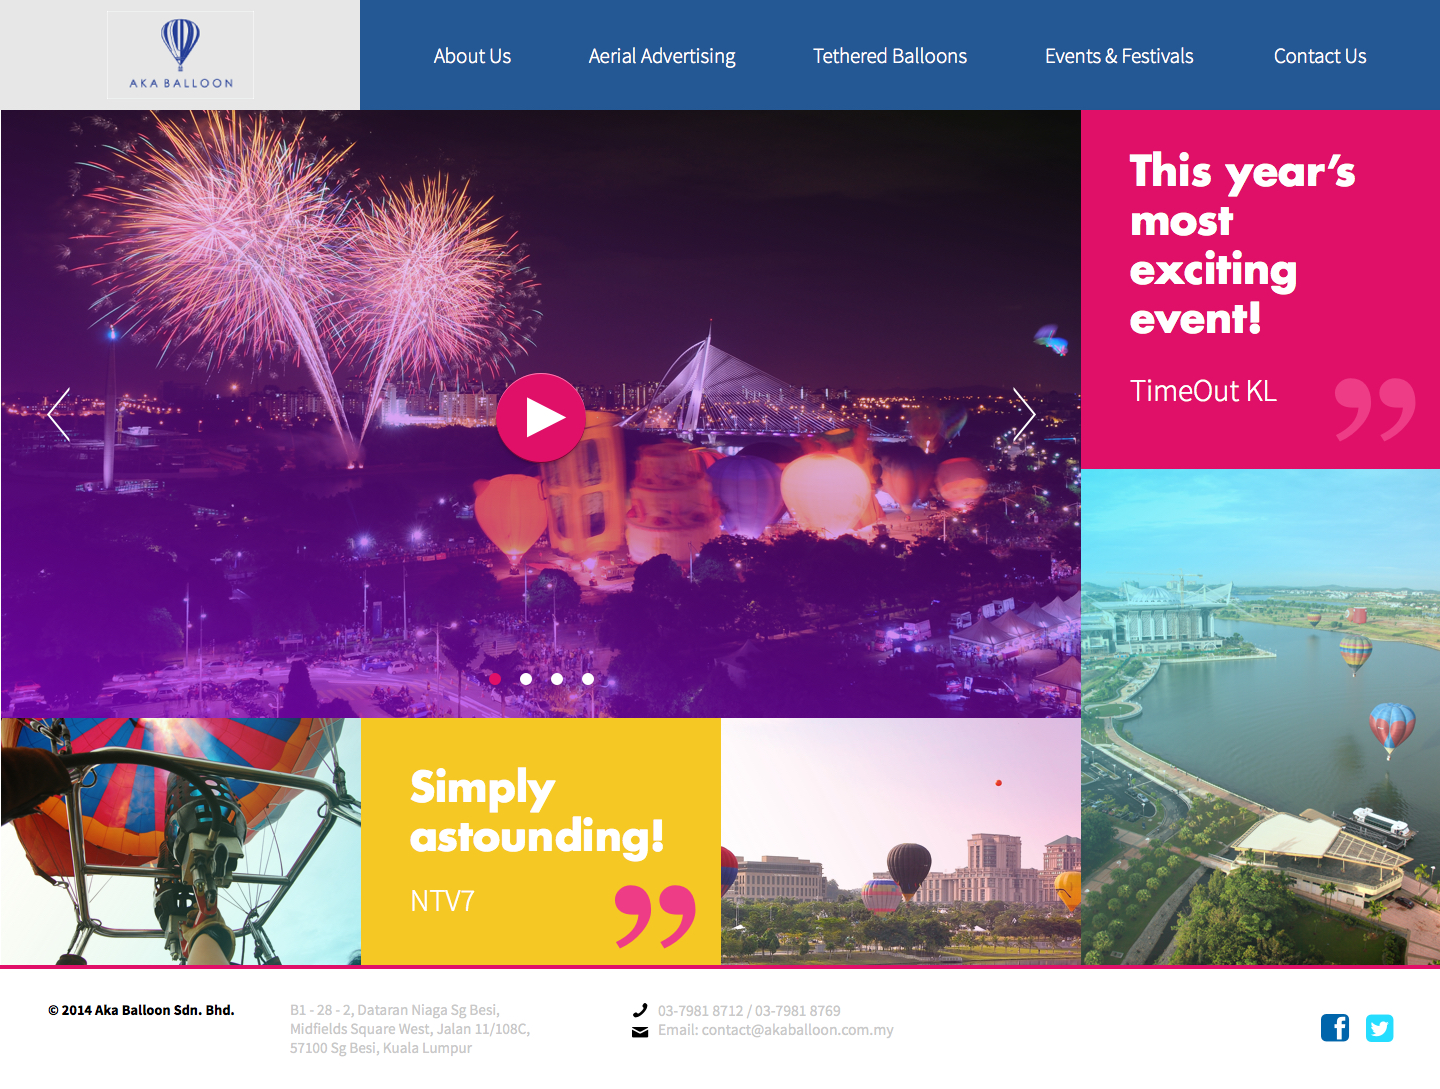 AKA BALLOON
About Us
Aerial Advertising
Tethered Balloons
Events & Festivals
Contact Us
This year’s
most
exciting
event!
TimeOut KL
”
Simply
astounding!
NTV7
”
© 2014 Aka Balloon Sdn. Bhd.
B1 - 28 - 2, Dataran Niaga Sg Besi,
Midfields Square West, Jalan 11/108C,
57100 Sg Besi, Kuala Lumpur
03-7981 8712 / 03-7981 8769
Email: contact@akaballoon.com.my